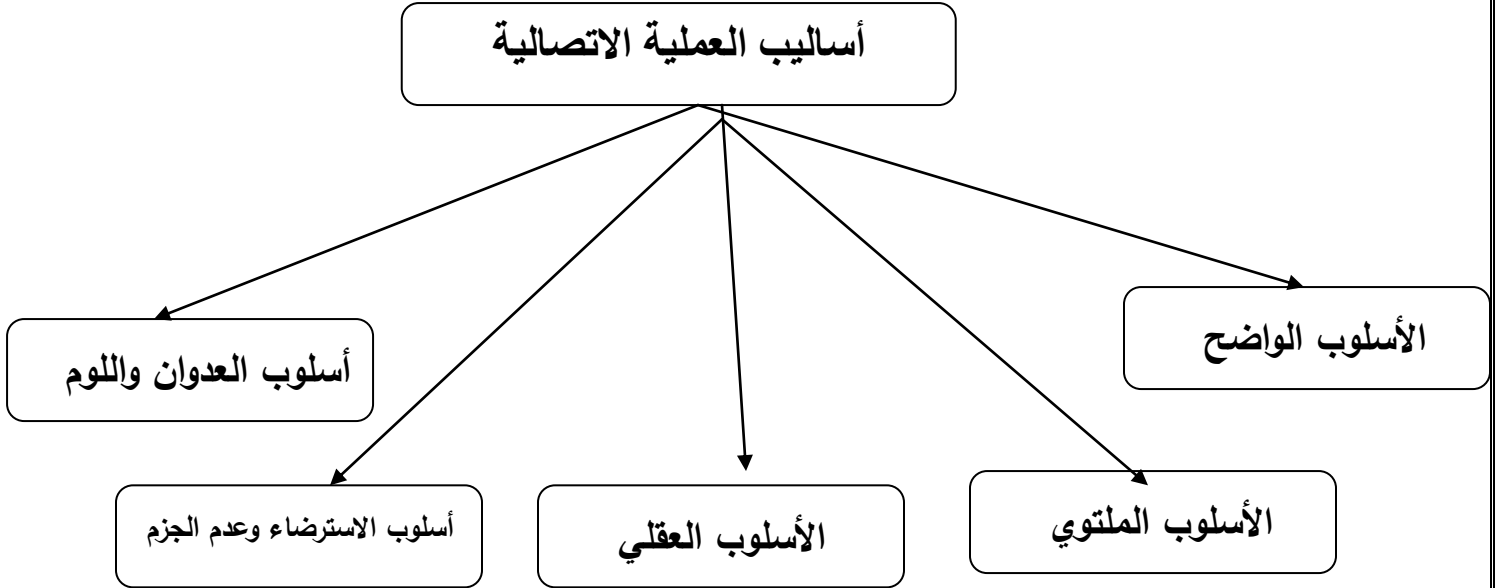 أساليب العملية الاتصالية
الأسلوب الواضح
أسلوب العدوان واللوم
الأسلوب الملتوي
الأسلوب العقلي
أسلوب الاسترضاء وعدم الجزم